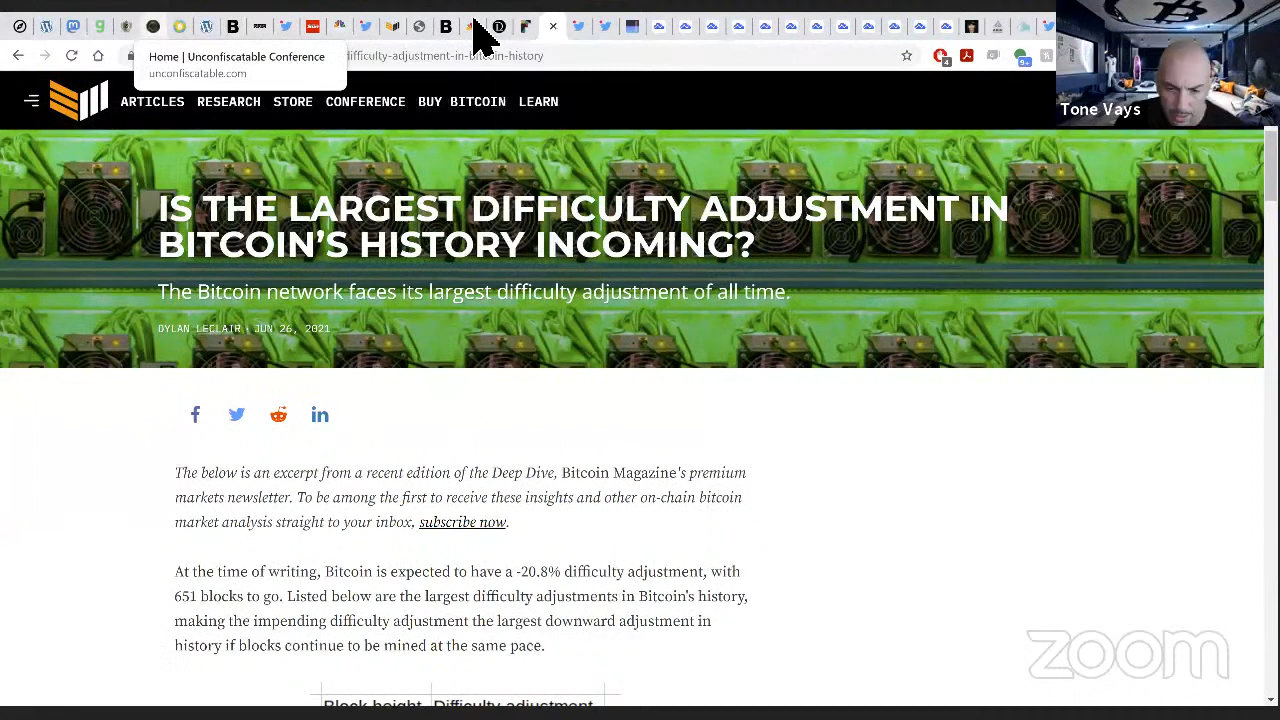 Home | Unconfiscatable Conference
unconfiscatable.com
iculty-adjustment-in-bitcoin-history
4
9+
ARTICLES RESEARCH STORE CONFERENCE BUY BITCOIN LEARN
Tone Vays
IS THE LARGEST DIFFICULTY ADJUSTMENT IN
BITCOIN’S HISTORY INCOMING?
The Bitcoin network faces its largest difficulty adjustment of all time.
DYLAN LECLAIR · JUN 26, 2021
The below is an excerpt from a recent edition of the Deep Dive, Bitcoin Magazine's premium
markets newsletter. To be among the first to receive these insights and other on-chain bitcoin
market analysis straight to your inbox, subscribe now.
At the time of writing, Bitcoin is expected to have a -20.8% difficulty adjustment, with
651 blocks to go. Listed below are the largest difficulty adjustments in Bitcoin's history,
making the impending difficulty adjustment the largest downward adjustment in
history if blocks continue to be mined at the same pace.
zoom
Block height Difficulty adjustment